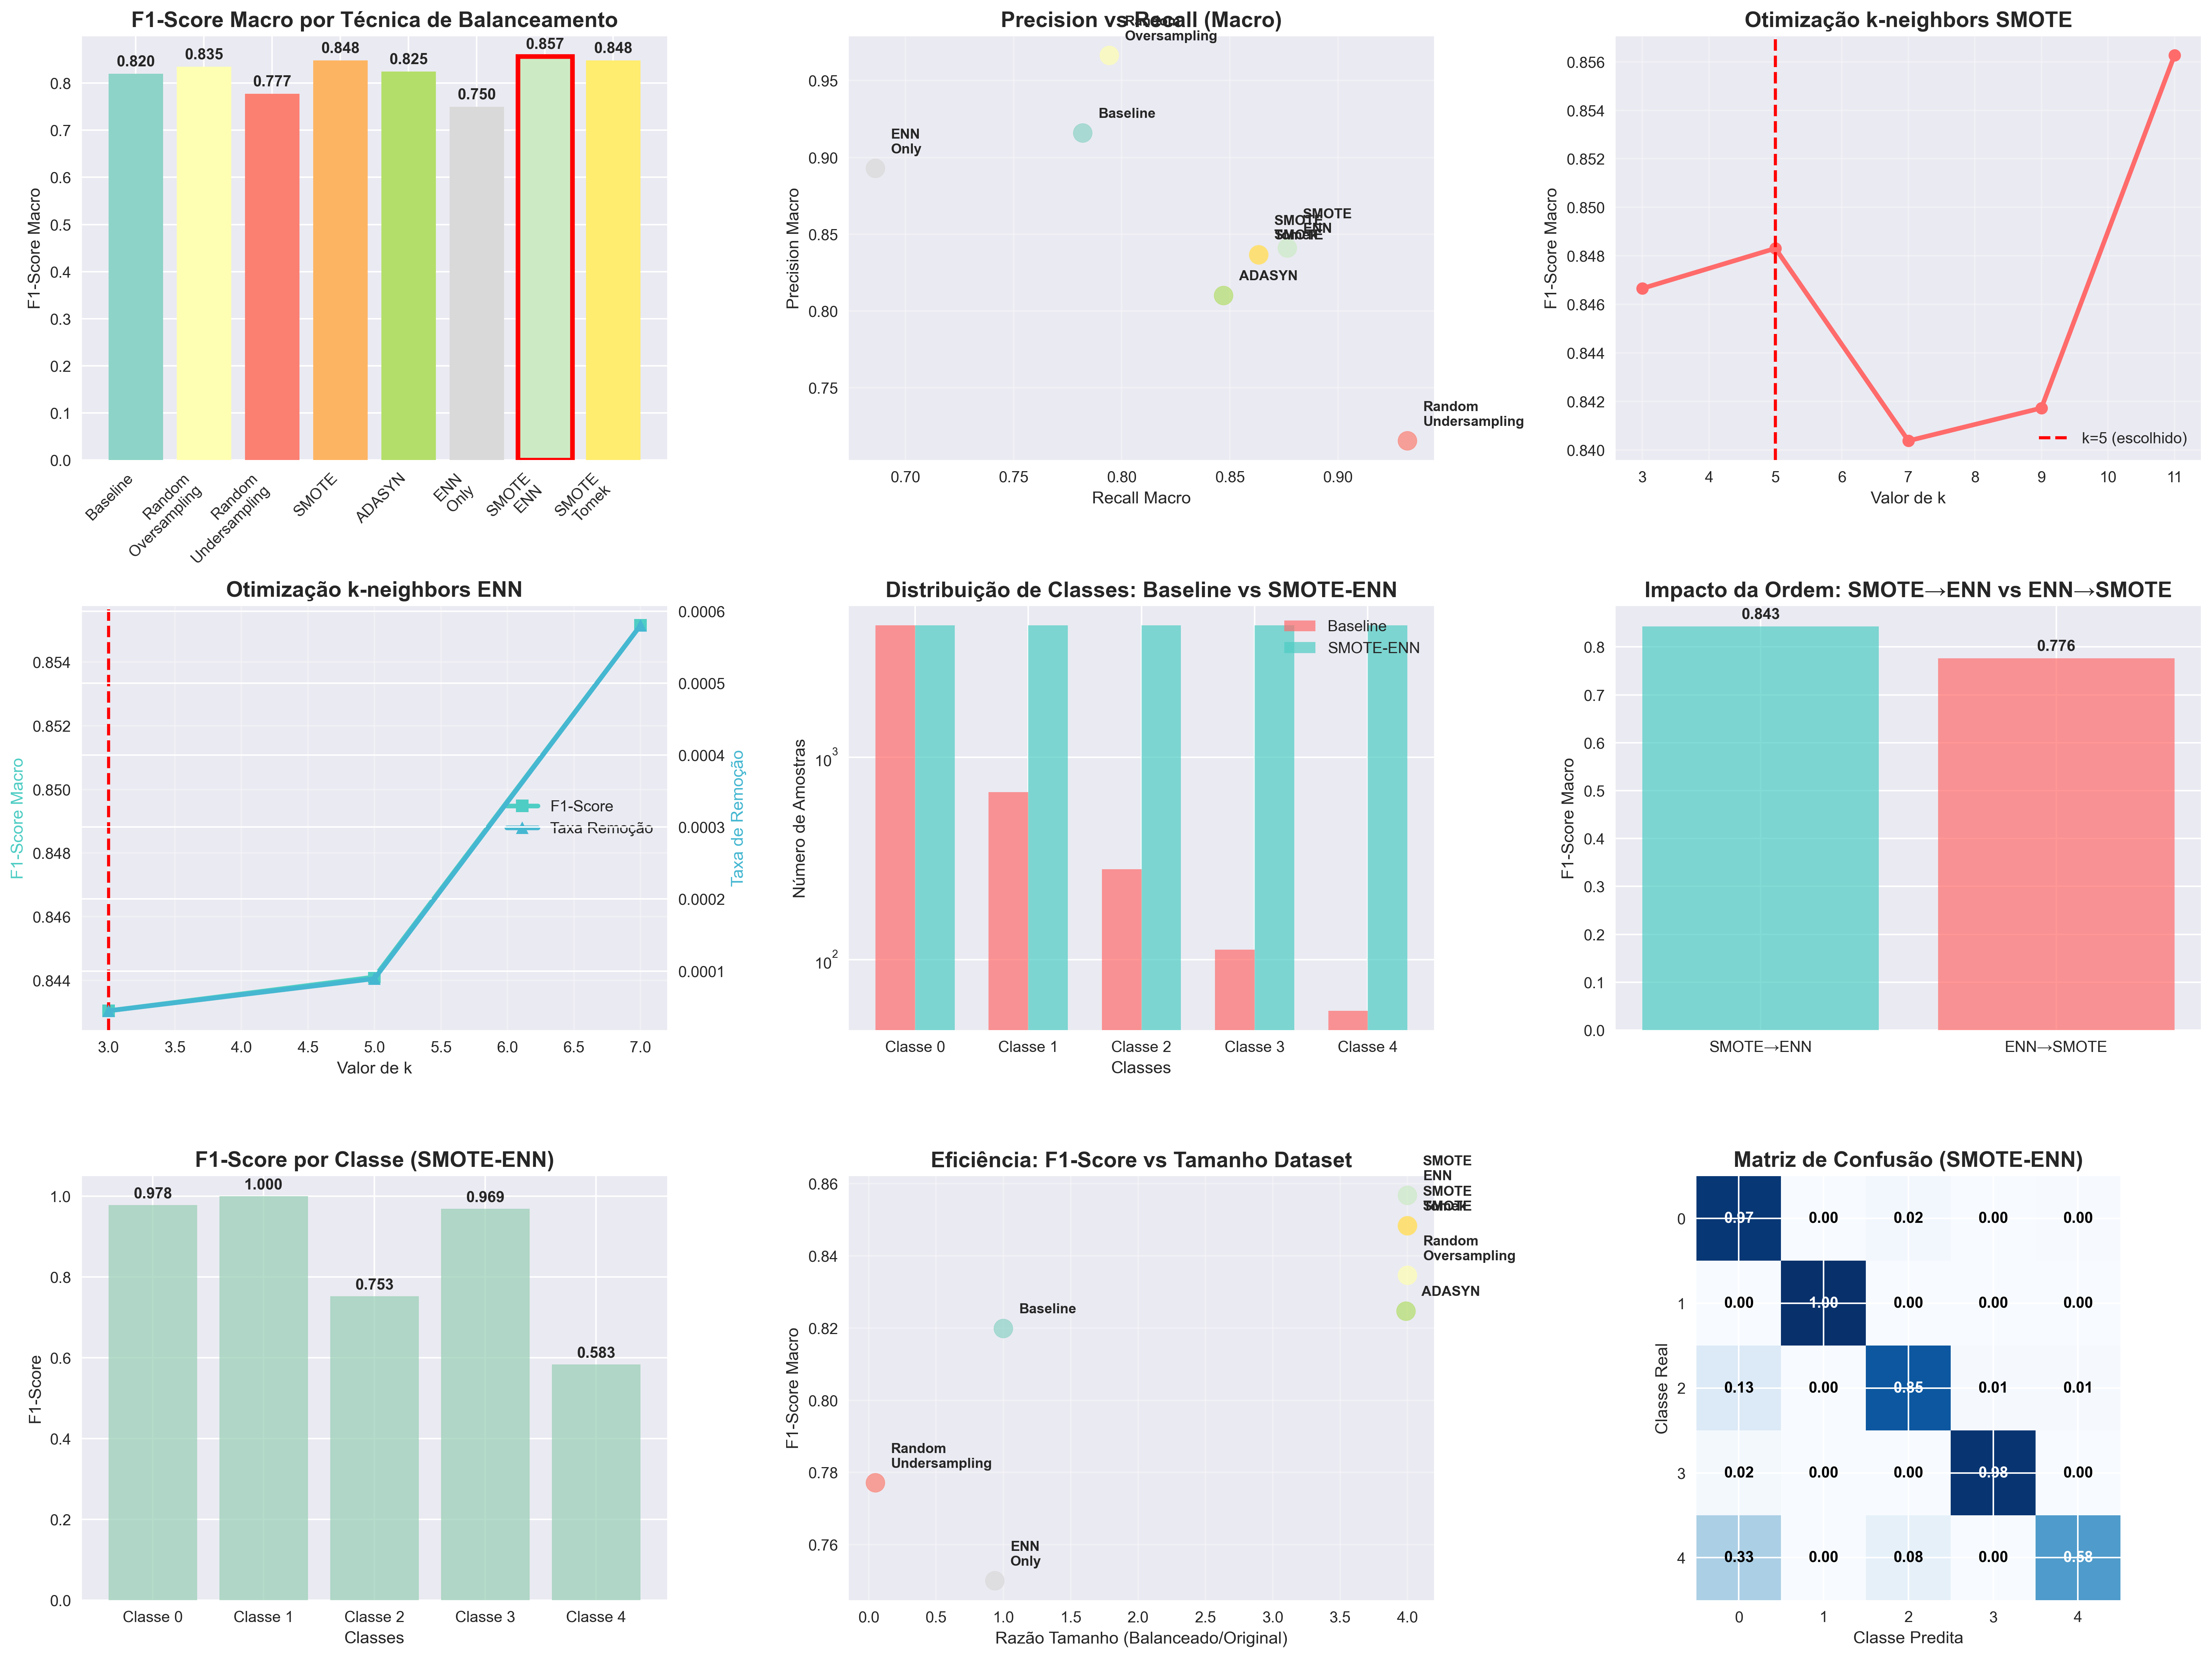 F1-Score Macro por Técnica de Balanceamento
0.820
0.835
0.777
0.848
0.825
0.750
0.857
0.848
F1-Score Macro
0.8
0.7
0.6
0.5
0.4
0.3
0.2
0.1
0.0
Baseline
Random
Oversampling
Random
Undersampling
SMOTE
ADASYN
ENN
Only
SMOTE
ENN
SMOTE
Tomek
Precision vs Recall (Macro)
Random
Oversampling
Baseline
ENN
Only
SMOTE
ENN
SMOTE
Tomek
SMOTE
ADASYN
Random
Undersampling
Precision Macro
0.95
0.90
0.85
0.80
0.75
0.70
0.75
0.80
0.85
0.90
Recall Macro
Otimização k-neighbors SMOTE
F1-Score Macro
0.856
0.854
0.852
0.850
0.848
0.846
0.844
0.842
0.840
k=5 (escolhido)
3
4
5
6
7
8
9
10
11
Valor de k
Otimização k-neighbors ENN
F1-Score Macro
0.854
0.852
0.850
0.848
0.846
0.844
0.0006
0.0005
0.0004
0.0003
0.0002
0.0001
Taxa de Remoção
F1-Score
Taxa Remoção
3.0
3.5
4.0
4.5
5.0
5.5
6.0
6.5
7.0
Valor de k
Distribuição de Classes: Baseline vs SMOTE-ENN
Baseline
SMOTE-ENN
Número de Amostras
10³
10²
Classe 0
Classe 1
Classe 2
Classe 3
Classe 4
Classes
Impacto da Ordem: SMOTE→ENN vs ENN→SMOTE
0.843
0.776
F1-Score Macro
0.8
0.7
0.6
0.5
0.4
0.3
0.2
0.1
0.0
SMOTE→ENN
ENN→SMOTE
F1-Score por Classe (SMOTE-ENN)
0.978
1.000
0.753
0.969
0.583
F1-Score
1.0
0.8
0.6
0.4
0.2
0.0
Classe 0
Classe 1
Classe 2
Classe 3
Classe 4
Classes
Eficiência: F1-Score vs Tamanho Dataset
SMOTE
ENN
SMOTE
Tomek
SMOTE
Random
Oversampling
ADASYN
Baseline
Random
Undersampling
ENN
Only
F1-Score Macro
0.86
0.84
0.82
0.80
0.78
0.76
0.0
0.5
1.0
1.5
2.0
2.5
3.0
3.5
4.0
Razão Tamanho (Balanceado/Original)
Matriz de Confusão (SMOTE-ENN)
Classe Real
0
0.97 0.00 0.02 0.00 0.00
1
0.00 1.00 0.00 0.00 0.00
2
0.13 0.00 0.85 0.01 0.01
3
0.02 0.00 0.00 0.98 0.00
4
0.33 0.00 0.08 0.00 0.58
0
1
2
3
4
Classe Predita